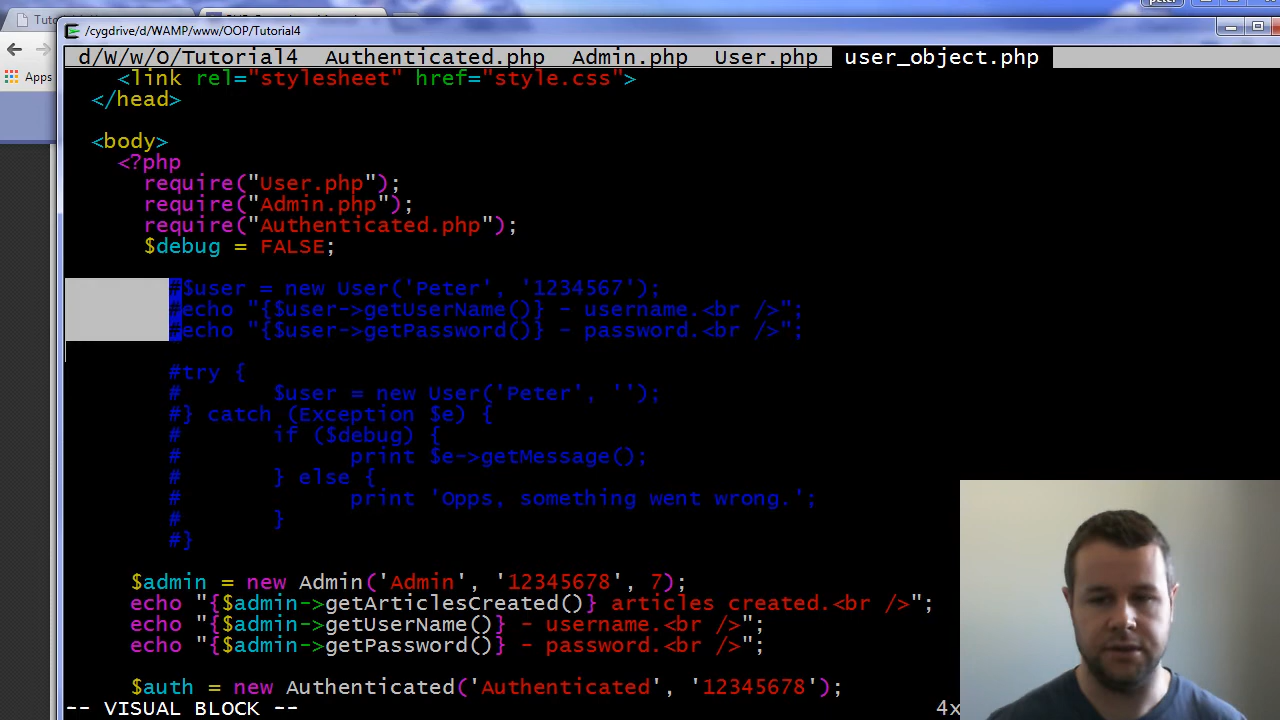 Tutor
peter
/cygdrive/d/WAMP/www/OOP/Tutorial4
Apps
d/W/w/O/Tutorial4 Authenticated.php Admin.php User.php user_object.php
<link rel="stylesheet" href="style.css">
</head>
<body>
<?php
require("User.php");
require("Admin.php");
require("Authenticated.php");
$debug = FALSE;
#$user = new User('Peter', '1234567');
#echo "{$user->getUserName()} - username.<br />";
#echo "{$user->getPassword()} - password.<br />";
#try {
# $user = new User('Peter', '');
#} catch (Exception $e) {
# if ($debug) {
# print $e->getMessage();
# } else {
# print 'Opps, something went wrong.';
# }
#}
$admin = new Admin('Admin', '12345678', 7);
echo "{$admin->getArticlesCreated()} articles created.<br />";
echo "{$admin->getUserName()} - username.<br />";
echo "{$admin->getPassword()} - password.<br />";
$auth = new Authenticated('Authenticated', '12345678');
-- VISUAL BLOCK -- 4x